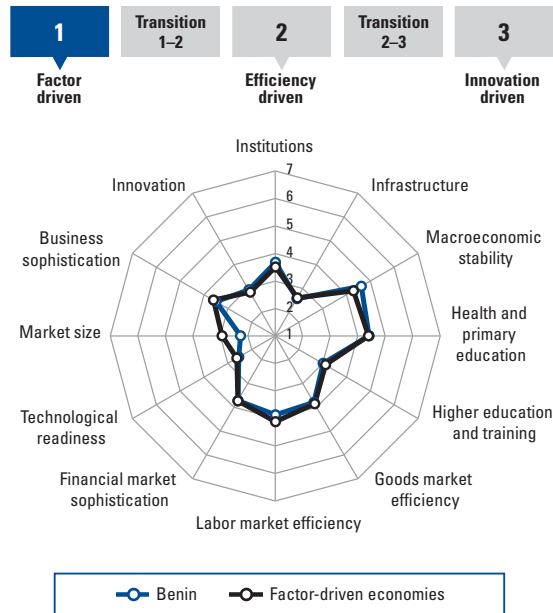 1
Transition
1–2
2
Transition
2–3
3
Factor
driven
Efficiency
driven
Innovation
driven
Institutions
Infrastructure
Macroeconomic
stability
Health and
primary
education
Higher education
and training
Goods market
efficiency
Labor market efficiency
Financial market
sophistication
Technological
readiness
Market size
Business
sophistication
Innovation
7
6
5
4
3
2
1
Benin
Factor-driven economies